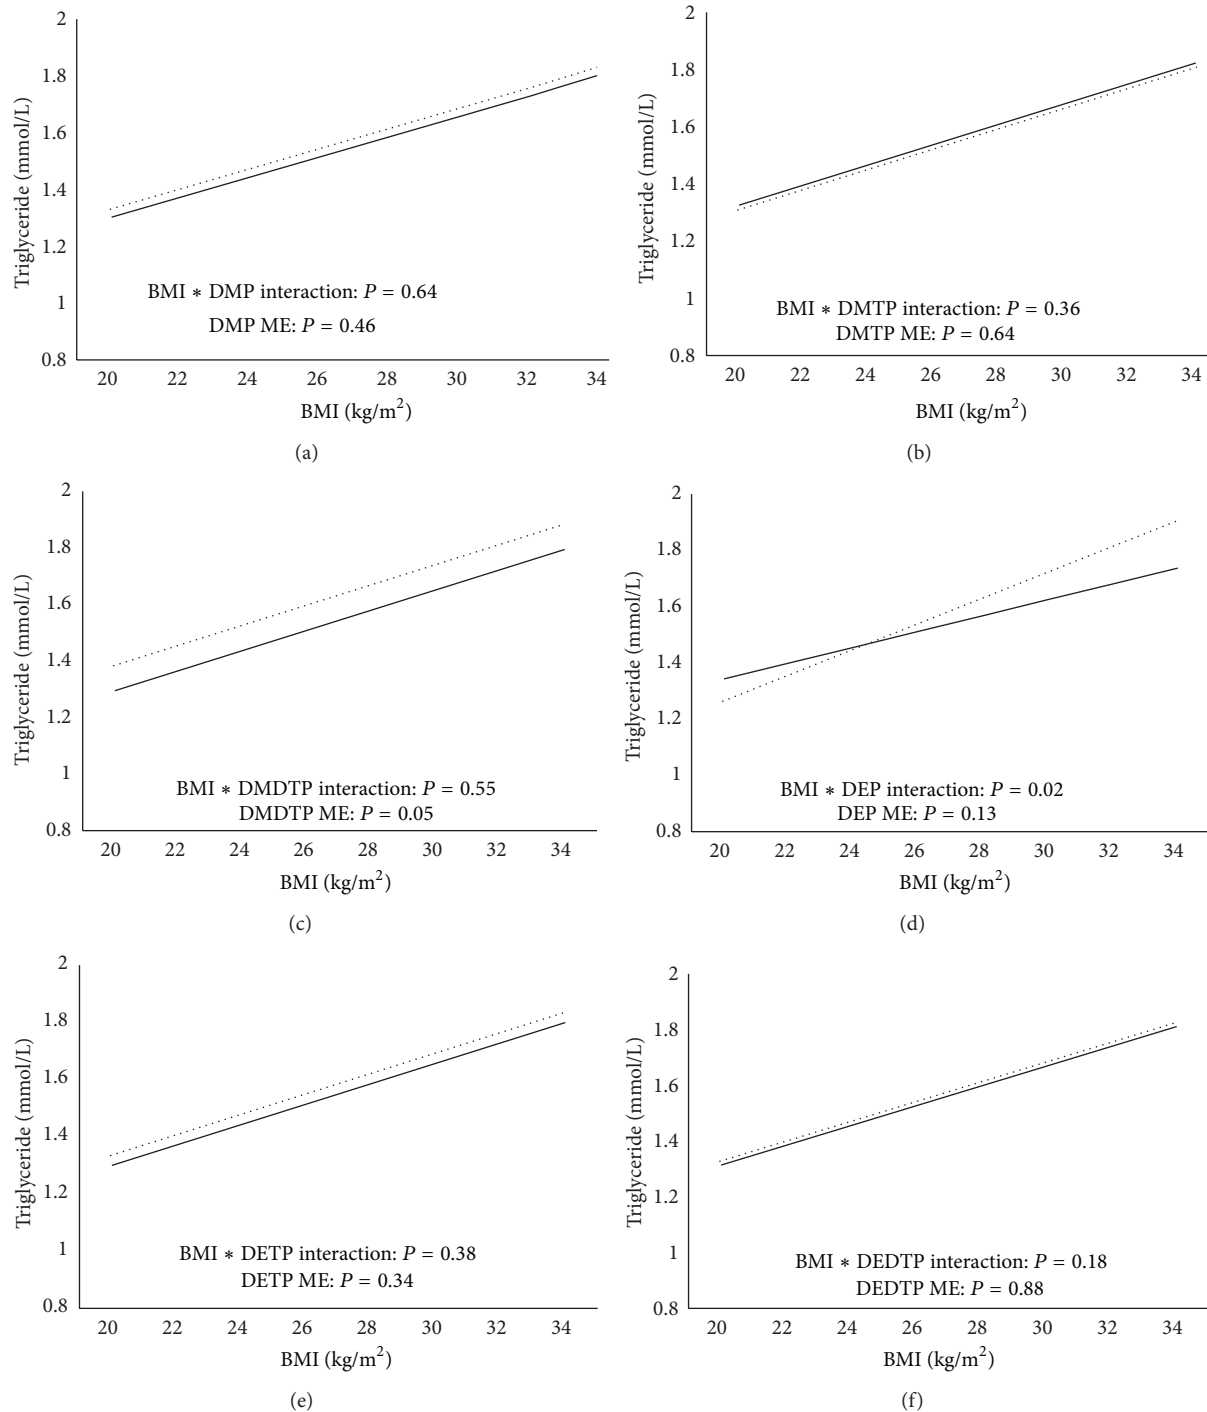 2
1.8
1.6
1.4
1.2
1
0.8
Triglyceride (mmol/L)
BMI ∗ DMP interaction: P = 0.64
DMP ME: P = 0.46
20 22 24 26 28 30 32 34
BMI (kg/m²)
(a)
2
1.8
1.6
1.4
1.2
1
0.8
Triglyceride (mmol/L)
BMI ∗ DMTP interaction: P = 0.36
DMTP ME: P = 0.64
20 22 24 26 28 30 32 34
BMI (kg/m²)
(b)
2
1.8
1.6
1.4
1.2
1
0.8
Triglyceride (mmol/L)
BMI ∗ DMDTP interaction: P = 0.55
DMDTP ME: P = 0.05
20 22 24 26 28 30 32 34
BMI (kg/m²)
(c)
2
1.8
1.6
1.4
1.2
1
0.8
Triglyceride (mmol/L)
BMI ∗ DEP interaction: P = 0.02
DEP ME: P = 0.13
20 22 24 26 28 30 32 34
BMI (kg/m²)
(d)
2
1.8
1.6
1.4
1.2
1
0.8
Triglyceride (mmol/L)
BMI ∗ DETP interaction: P = 0.38
DETP ME: P = 0.34
20 22 24 26 28 30 32 34
BMI (kg/m²)
(e)
2
1.8
1.6
1.4
1.2
1
0.8
Triglyceride (mmol/L)
BMI ∗ DEDTP interaction: P = 0.18
DEDTP ME: P = 0.88
20 22 24 26 28 30 32 34
BMI (kg/m²)
(f)